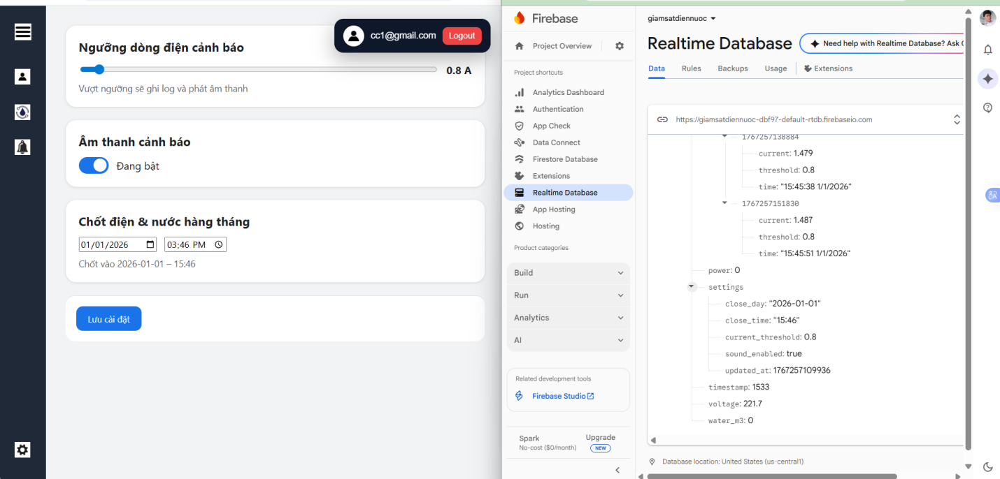 cc1@gmail.com
Logout
Ngưỡng dòng điện cảnh báo
0.8 A
Vượt ngưỡng sẽ ghi log và phát âm thanh
Âm thanh cảnh báo
Đang bật
Chốt điện & nước hàng tháng
01/01/2026 03:46 PM
Chốt vào 2026-01-01 – 15:46
Lưu cài đặt
Firebase
Project Overview
Project shortcuts
Analytics Dashboard
Authentication
App Check
Data Connect
Firestore Database
Extensions
Realtime Database
App Hosting
Hosting
Product categories
Build
Run
Analytics
AI
Related development tools
Firebase Studio
Spark
No-cost ($0/month)
Upgrade
NEW
giamsatdiennuoc
Realtime Database
Need help with Realtime Database? Ask
Data Rules Backups Usage Extensions
https://giamsatdiennuoc-dbf97-default-rtdb.firebaseio.com
1767257138884
current: 1.479
threshold: 0.8
time: "15:45:38 1/1/2026"
1767257151830
current: 1.487
threshold: 0.8
time: "15:45:51 1/1/2026"
power: 0
settings
close_day: "2026-01-01"
close_time: "15:46"
current_threshold: 0.8
sound_enabled: true
updated_at: 1767257109936
timestamp: 1533
voltage: 221.7
water_m3: 0
Database location: United States (us-central1)